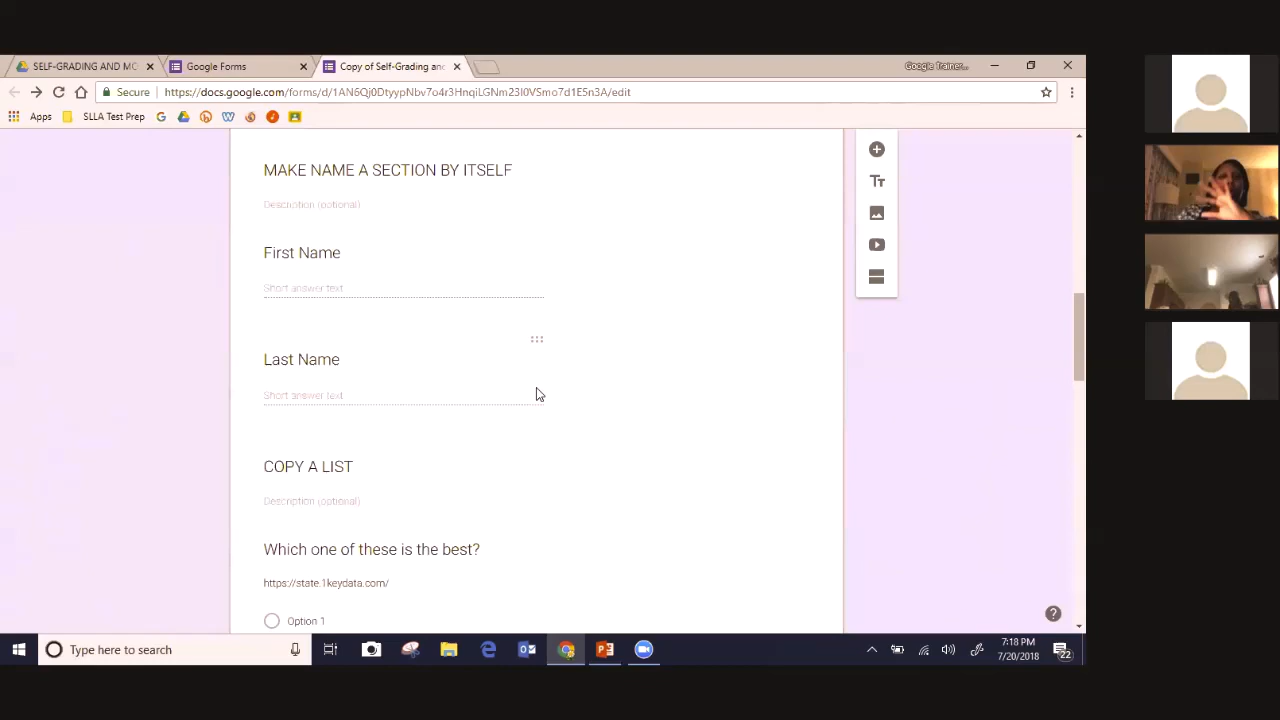 SELF-GRADING AND MO
Google Forms
Copy of Self-Grading and
Google Trainer...
Secure
https://docs.google.com/forms/d/1AN6Qj0DtyypNbv7o4r3HnqiLGNm23I0VSmo7d1E5n3A/edit
Apps
SLLA Test Prep
MAKE NAME A SECTION BY ITSELF
Description (optional)
First Name
Short answer text
Last Name
Short answer text
COPY A LIST
Description (optional)
Which one of these is the best?
https://state.1keydata.com/
Option 1
Type here to search
7:18 PM
7/20/2018
22